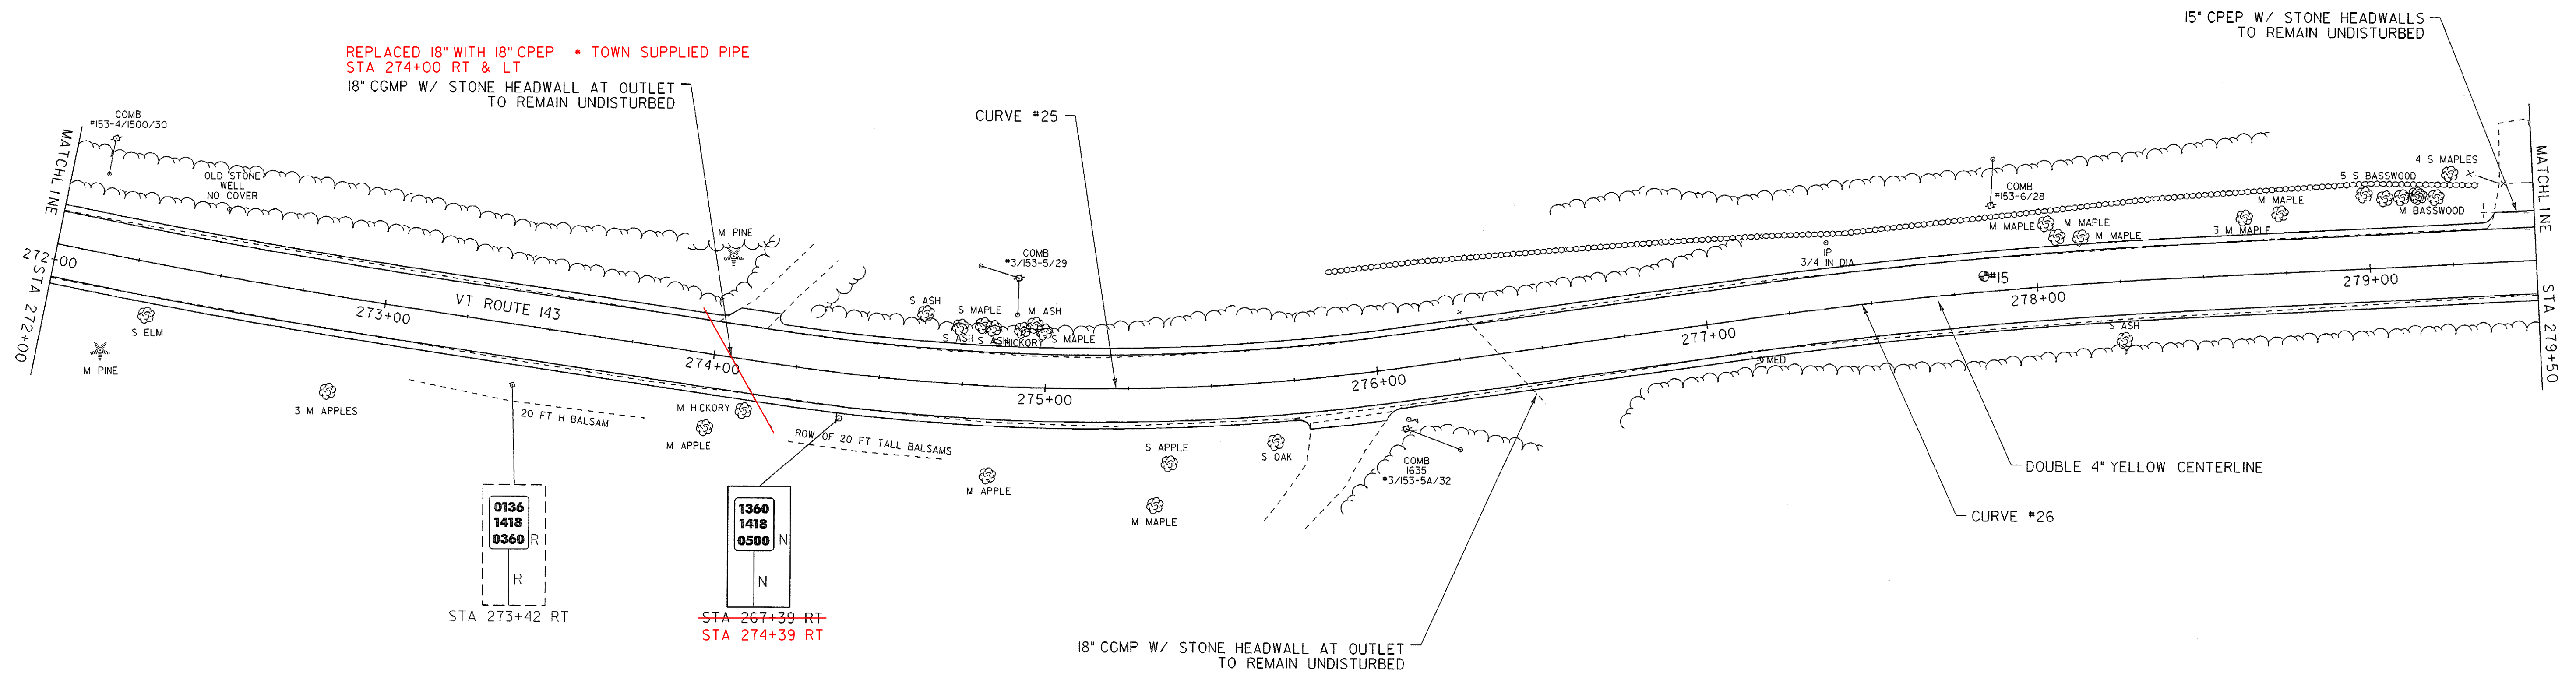 REPLACED 18" WITH 18" CPEP • TOWN SUPPLIED PIPE
STA 274+00 RT & LT
18" CGMP W/ STONE HEADWALL AT OUTLET
TO REMAIN UNDISTURBED
15" CPEP W/ STONE HEADWALLS
TO REMAIN UNDISTURBED
CURVE #25
COMB
#153-4/1500/30
MATCHLINE
STA 272+00
272+00
OLD STONE
WELL
NO COVER
VT ROUTE 143
273+00
274+00
275+00
276+00
277+00
278+00
279+00
M PINE
COMB
#3/153-5/29
S ASH
S MAPLE
M ASH
S ASH
S ASH
HICKORY
S MAPLE
COMB
#153-6/28
M MAPLE
M MAPLE
M MAPLE
IP
3/4 IN DIA
#15
M MAPLE
3 M MAPLE
5 S BASSWOOD
4 S MAPLES
M BASSWOOD
MATCHLINE
STA 279+50
S ASH
MED
S ELM
M PINE
3 M APPLES
20 FT H BALSAM
M HICKORY
M APPLE
ROW OF 20 FT TALL BALSAMS
M APPLE
S APPLE
M MAPLE
S OAK
COMB
1635
#3/153-5A/32
DOUBLE 4" YELLOW CENTERLINE
CURVE #26
0136
1418
0360
R
R
STA 273+42 RT
1360
1418
0500
N
N
STA 267+39 RT
STA 274+39 RT
18" CGMP W/ STONE HEADWALL AT OUTLET
TO REMAIN UNDISTURBED